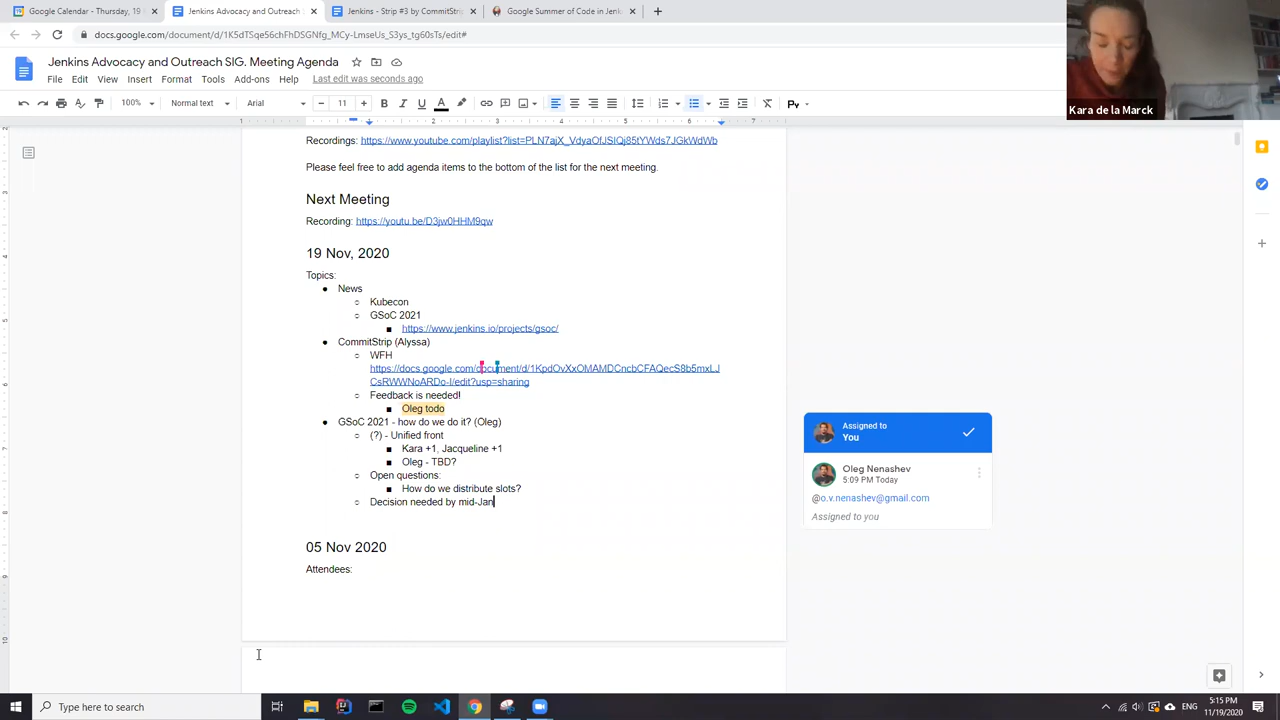 Google Calendar - Thursday, 19
Jenkins Advocacy and Outreach S
Jenkins - Strip #3 by CommitStrip
Google Summer of Code in Jenk
docs.google.com/document/d/1K5dTSqe56chFhDSGNfg_MCy-LmseUs_S3ys_tg60sTs/edit#
Jenkins Advocacy and Outreach SIG. Meeting Agenda
File Edit View Insert Format Tools Add-ons Help Last edit was seconds ago
100% Normal text Arial 11
Kara de la Marck
Recordings: https://www.youtube.com/playlist?list=PLN7ajX_VdyaOfJSIQj85tYWds7JGkWdWb
Please feel free to add agenda items to the bottom of the list for the next meeting.
Next Meeting
Recording: https://youtu.be/D3jw0HHM9qw
19 Nov, 2020
Topics:
News
Kubecon
GSoC 2021
https://www.jenkins.io/projects/gsoc/
CommitStrip (Alyssa)
WFH
https://docs.google.com/document/d/1KpdOvXxOMAMDCncbCFAQecS8b5mxLJ
CsRWWNoARDo-I/edit?usp=sharing
Feedback is needed!
Oleg todo
GSoC 2021 - how do we do it? (Oleg)
(?) - Unified front
Kara +1, Jacqueline +1
Oleg - TBD?
Open questions:
How do we distribute slots?
Decision needed by mid-Jan
05 Nov 2020
Attendees:
Assigned to
You
Oleg Nenashev
5:09 PM Today
@o.v.nenashev@gmail.com
Assigned to you
Type here to search
ENG
5:15 PM
11/19/2020